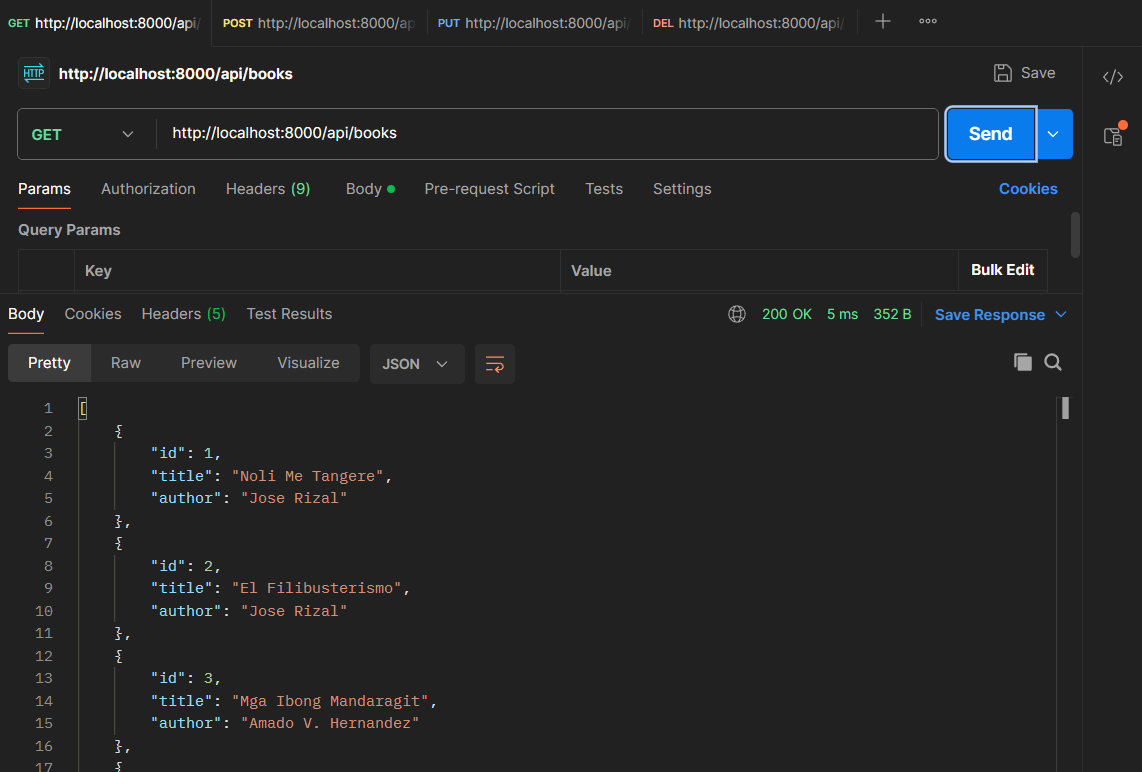 GET http://localhost:8000/api/ POST http://localhost:8000/ap PUT http://localhost:8000/api/ DEL http://localhost:8000/api/
HTTP http://localhost:8000/api/books Save
GET http://localhost:8000/api/books Send
Params Authorization Headers (9) Body Pre-request Script Tests Settings Cookies
Query Params
Key Value Bulk Edit
Body Cookies Headers (5) Test Results 200 OK 5 ms 352 B Save Response
Pretty Raw Preview Visualize JSON
1 [
2 {
3 "id": 1,
4 "title": "Noli Me Tangere",
5 "author": "Jose Rizal"
6 },
7 {
8 "id": 2,
9 "title": "El Filibusterismo",
10 "author": "Jose Rizal"
11 },
12 {
13 "id": 3,
14 "title": "Mga Ibong Mandaragit",
15 "author": "Amado V. Hernandez"
16 },
17 {